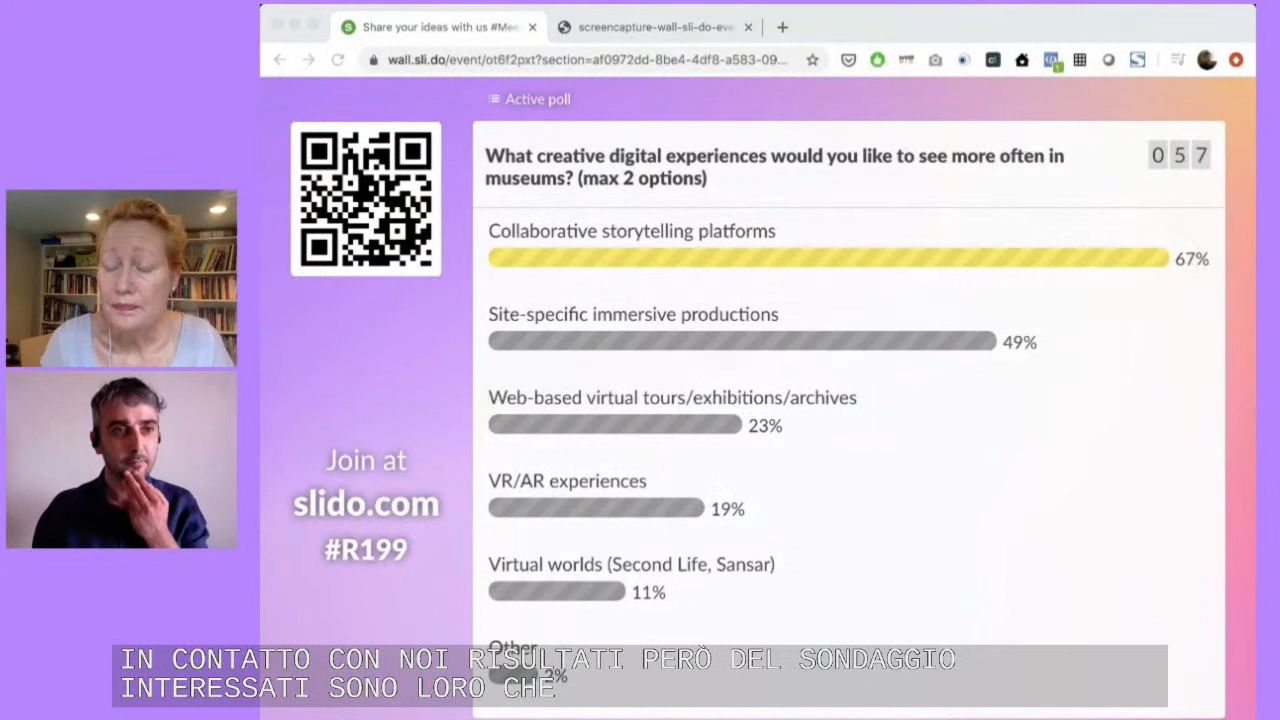 Share your ideas with us #Mee
screencapture-wall-sli-do-eve
wall.sli.do/event/ot6f2pxt?section=af0972dd-8be4-4df8-a583-09...
Active poll
What creative digital experiences would you like to see more often in
museums? (max 2 options)
057
Collaborative storytelling platforms
67%
Site-specific immersive productions
49%
Web-based virtual tours/exhibitions/archives
23%
VR/AR experiences
19%
Virtual worlds (Second Life, Sansar)
11%
Other
2%
Join at
slido.com
#R199
IN CONTATTO CON NOI RISULTATI PERÒ DEL SONDAGGIO
INTERESSATI SONO LORO CHE